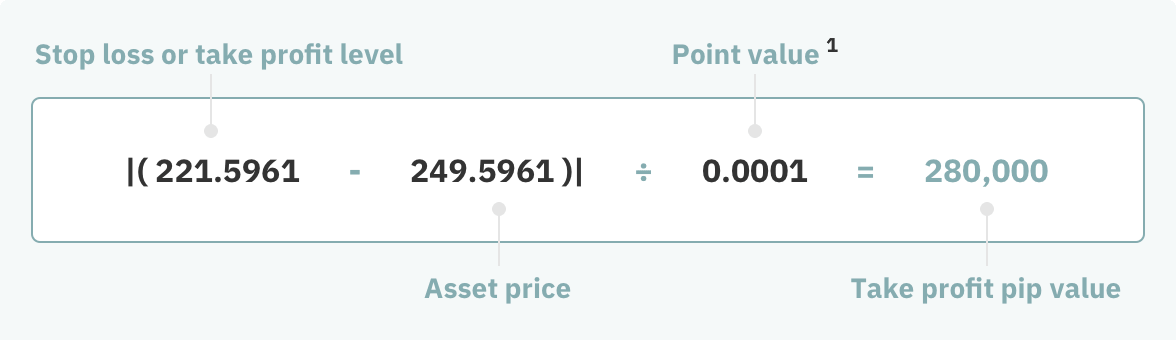 Stop loss or take profit level
Point value 1
|( 221.5961 - 249.5961 )| ÷ 0.0001 = 280,000
Asset price
Take profit pip value